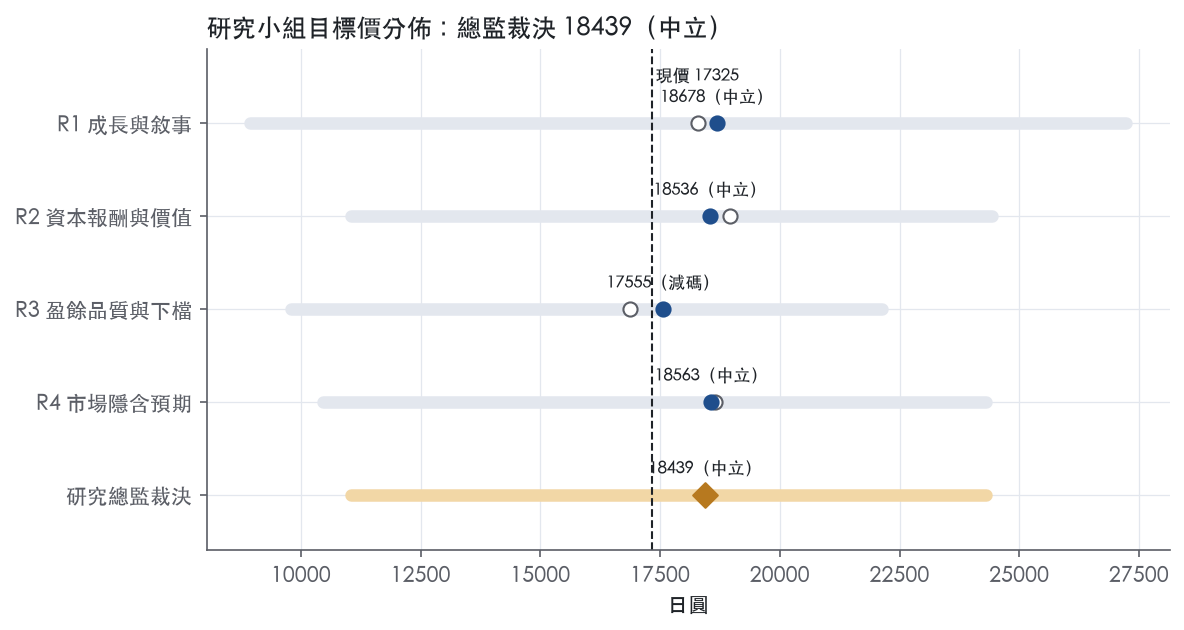 研究小組目標價分佈：總監裁決 18439（中立）
現價 17325
18678（中立）
R1 成長與敘事
18536（中立）
R2 資本報酬與價值
17555（減碼）
R3 盈餘品質與下檔
18563（中立）
R4 市場隱含預期
18439（中立）
研究總監裁決
10000 12500 15000 17500 20000 22500 25000 27500
日圓